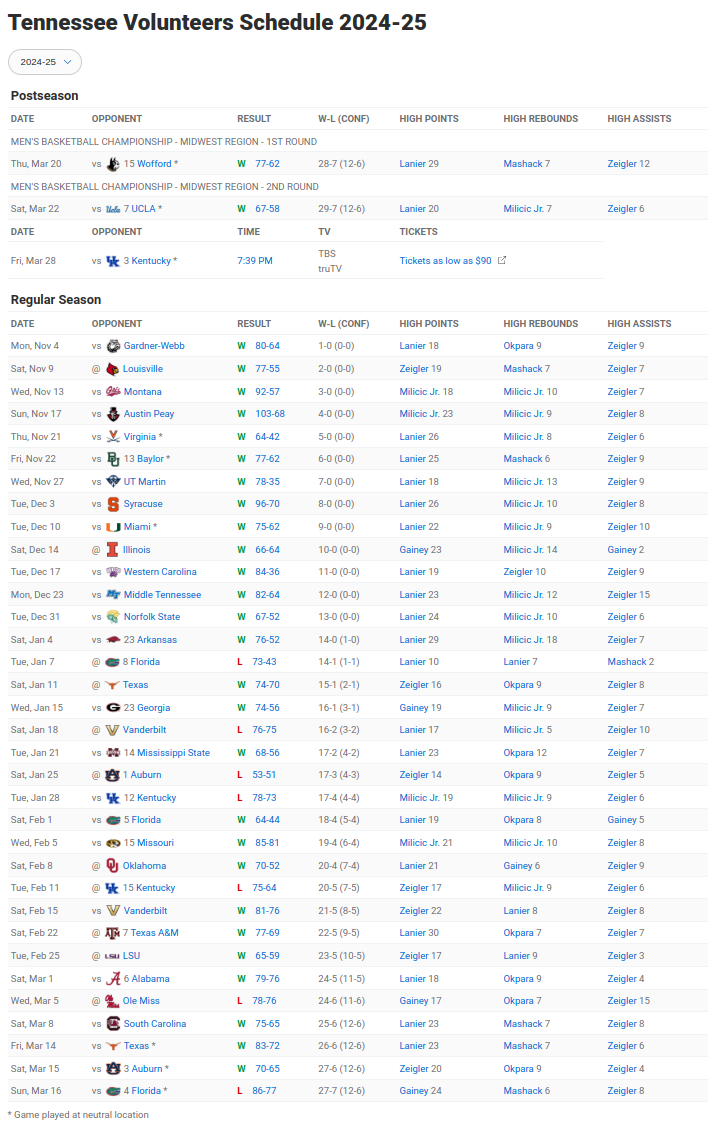 Tennessee Volunteers Schedule 2024-25
2024-25
Postseason
DATE OPPONENT RESULT W-L (CONF) HIGH POINTS HIGH REBOUNDS HIGH ASSISTS
MEN'S BASKETBALL CHAMPIONSHIP - MIDWEST REGION - 1ST ROUND
Thu, Mar 20 vs 15 Wofford * W 77-62 28-7 (12-6) Lanier 29 Mashack 7 Zeigler 12
MEN'S BASKETBALL CHAMPIONSHIP - MIDWEST REGION - 2ND ROUND
Sat, Mar 22 vs 7 UCLA * W 67-58 29-7 (12-6) Lanier 20 Milicic Jr. 7 Zeigler 6
DATE OPPONENT TIME TV TICKETS
Fri, Mar 28 vs 3 Kentucky * 7:39 PM TBS truTV Tickets as low as $90
Regular Season
DATE OPPONENT RESULT W-L (CONF) HIGH POINTS HIGH REBOUNDS HIGH ASSISTS
Mon, Nov 4 vs Gardner-Webb W 80-64 1-0 (0-0) Lanier 18 Okpara 9 Zeigler 9
Sat, Nov 9 @ Louisville W 77-55 2-0 (0-0) Zeigler 19 Mashack 7 Zeigler 7
Wed, Nov 13 vs Montana W 92-57 3-0 (0-0) Milicic Jr. 18 Milicic Jr. 10 Zeigler 7
Sun, Nov 17 vs Austin Peay W 103-68 4-0 (0-0) Milicic Jr. 23 Milicic Jr. 9 Zeigler 8
Thu, Nov 21 vs Virginia * W 64-42 5-0 (0-0) Lanier 26 Milicic Jr. 8 Zeigler 6
Fri, Nov 22 vs 13 Baylor * W 77-62 6-0 (0-0) Lanier 25 Mashack 6 Zeigler 9
Wed, Nov 27 vs UT Martin W 78-35 7-0 (0-0) Lanier 18 Milicic Jr. 13 Zeigler 9
Tue, Dec 3 vs Syracuse W 96-70 8-0 (0-0) Lanier 26 Milicic Jr. 10 Zeigler 8
Tue, Dec 10 vs Miami * W 75-62 9-0 (0-0) Lanier 22 Milicic Jr. 9 Zeigler 10
Sat, Dec 14 @ Illinois W 66-64 10-0 (0-0) Gainey 23 Milicic Jr. 14 Gainey 2
Tue, Dec 17 vs Western Carolina W 84-36 11-0 (0-0) Lanier 19 Zeigler 10 Zeigler 9
Mon, Dec 23 vs Middle Tennessee W 82-64 12-0 (0-0) Lanier 23 Milicic Jr. 12 Zeigler 15
Tue, Dec 31 vs Norfolk State W 67-52 13-0 (0-0) Lanier 24 Milicic Jr. 10 Zeigler 6
Sat, Jan 4 vs 23 Arkansas W 76-52 14-0 (1-0) Lanier 29 Milicic Jr. 18 Zeigler 7
Tue, Jan 7 @ 8 Florida L 73-43 14-1 (1-1) Lanier 10 Lanier 7 Mashack 2
Sat, Jan 11 @ Texas W 74-70 15-1 (2-1) Zeigler 16 Okpara 9 Zeigler 8
Wed, Jan 15 vs 23 Georgia W 74-56 16-1 (3-1) Gainey 19 Milicic Jr. 9 Zeigler 7
Sat, Jan 18 @ Vanderbilt L 76-75 16-2 (3-2) Lanier 17 Milicic Jr. 5 Zeigler 10
Tue, Jan 21 vs 14 Mississippi State W 68-56 17-2 (4-2) Lanier 23 Okpara 12 Zeigler 7
Sat, Jan 25 @ 1 Auburn L 53-51 17-3 (4-3) Zeigler 14 Okpara 9 Zeigler 5
Tue, Jan 28 vs 12 Kentucky L 78-73 17-4 (4-4) Milicic Jr. 19 Milicic Jr. 9 Zeigler 6
Sat, Feb 1 vs 5 Florida W 64-44 18-4 (5-4) Lanier 19 Okpara 8 Gainey 5
Wed, Feb 5 vs 15 Missouri W 85-81 19-4 (6-4) Milicic Jr. 21 Milicic Jr. 10 Zeigler 8
Sat, Feb 8 @ Oklahoma W 70-52 20-4 (7-4) Lanier 21 Gainey 6 Zeigler 9
Tue, Feb 11 @ 15 Kentucky L 75-64 20-5 (7-5) Zeigler 17 Milicic Jr. 9 Zeigler 6
Sat, Feb 15 vs Vanderbilt W 81-76 21-5 (8-5) Zeigler 22 Lanier 8 Zeigler 8
Sat, Feb 22 @ 7 Texas A&M W 77-69 22-5 (9-5) Lanier 30 Okpara 7 Zeigler 7
Tue, Feb 25 @ LSU W 65-59 23-5 (10-5) Zeigler 17 Lanier 9 Zeigler 3
Sat, Mar 1 vs 6 Alabama W 79-76 24-5 (11-5) Lanier 18 Okpara 9 Zeigler 4
Wed, Mar 5 @ Ole Miss L 78-76 24-6 (11-6) Gainey 17 Okpara 7 Zeigler 15
Sat, Mar 8 vs South Carolina W 75-65 25-6 (12-6) Lanier 23 Mashack 7 Zeigler 8
Fri, Mar 14 vs Texas * W 83-72 26-6 (12-6) Lanier 23 Mashack 7 Zeigler 6
Sat, Mar 15 vs 3 Auburn * W 70-65 27-6 (12-6) Zeigler 20 Okpara 9 Zeigler 4
Sun, Mar 16 vs 4 Florida * L 86-77 27-7 (12-6) Gainey 24 Mashack 6 Zeigler 8
* Game played at neutral location